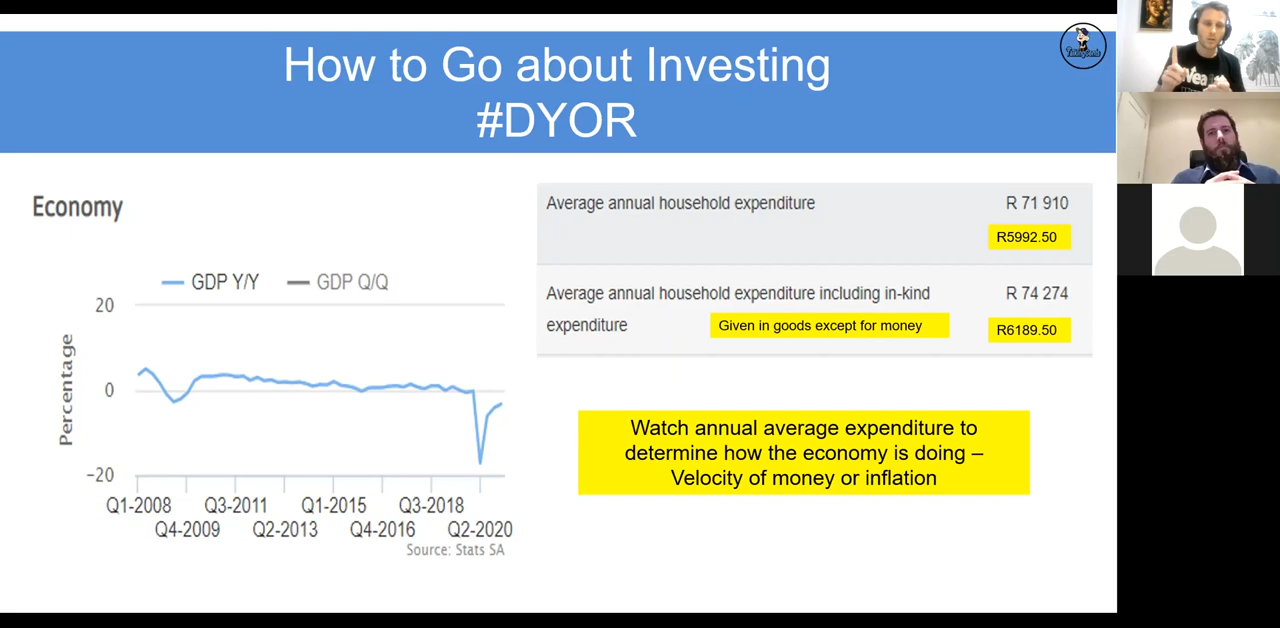 How to Go about Investing
#DYOR
Economy
GDP Y/Y
GDP Q/Q
20
0
-20
Percentage
Q1-2008
Q3-2011
Q1-2015
Q3-2018
Q4-2009
Q2-2013
Q4-2016
Q2-2020
Source: Stats SA
Average annual household expenditure
R 71 910
R5992.50
Average annual household expenditure including in-kind
R 74 274
expenditure
Given in goods except for money
R6189.50
Watch annual average expenditure to
determine how the economy is doing –
Velocity of money or inflation